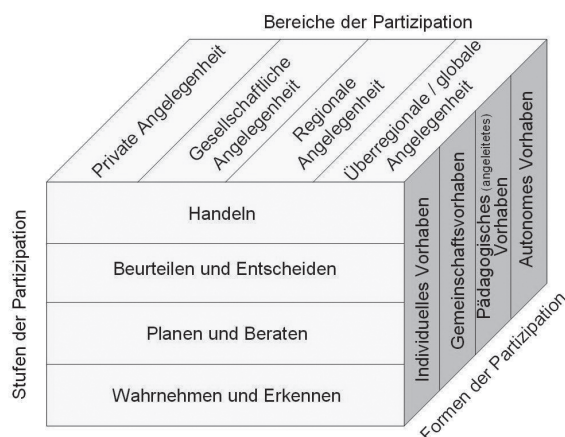 Bereiche der Partizipation
Private Angelegenheit
Gesellschaftliche
Angelegenheit
Regionale
Angelegenheit
Überregionale / globale
Angelegenheit
Stufen der Partizipation
Handeln
Beurteilen und Entscheiden
Planen und Beraten
Wahrnehmen und Erkennen
Individuelles Vorhaben
Gemeinschaftsvorhaben
Pädagogisches (angeleitetes)
Vorhaben
Autonomes Vorhaben
Formen der Partizipation